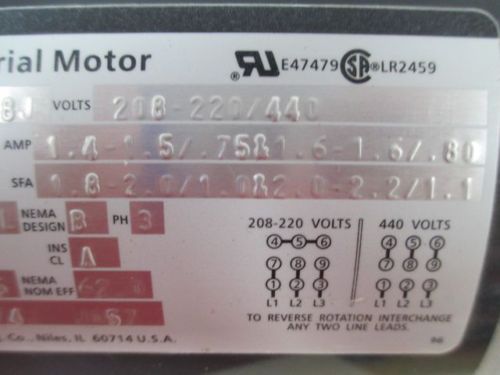 rial Motor
E47479 ®LR2459
VOLTS 208-220/440
AMP 1.4-1.5/.75&1.6-1.6/.80
SFA 1.8-2.0/1.0&2.0-2.2/1.1
NEMA DESIGN B PH 3
INS CL A
NEMA NOM EFF
208-220 VOLTS 440 VOLTS
4 5 6 4 5 6
7 8 9 7 8 9
1 2 3 1 2 3
L1 L2 L3 L1 L2 L3
TO REVERSE ROTATION INTERCHANGE
ANY TWO LINE LEADS.
Co., Niles, IL 60714 U.S.A.